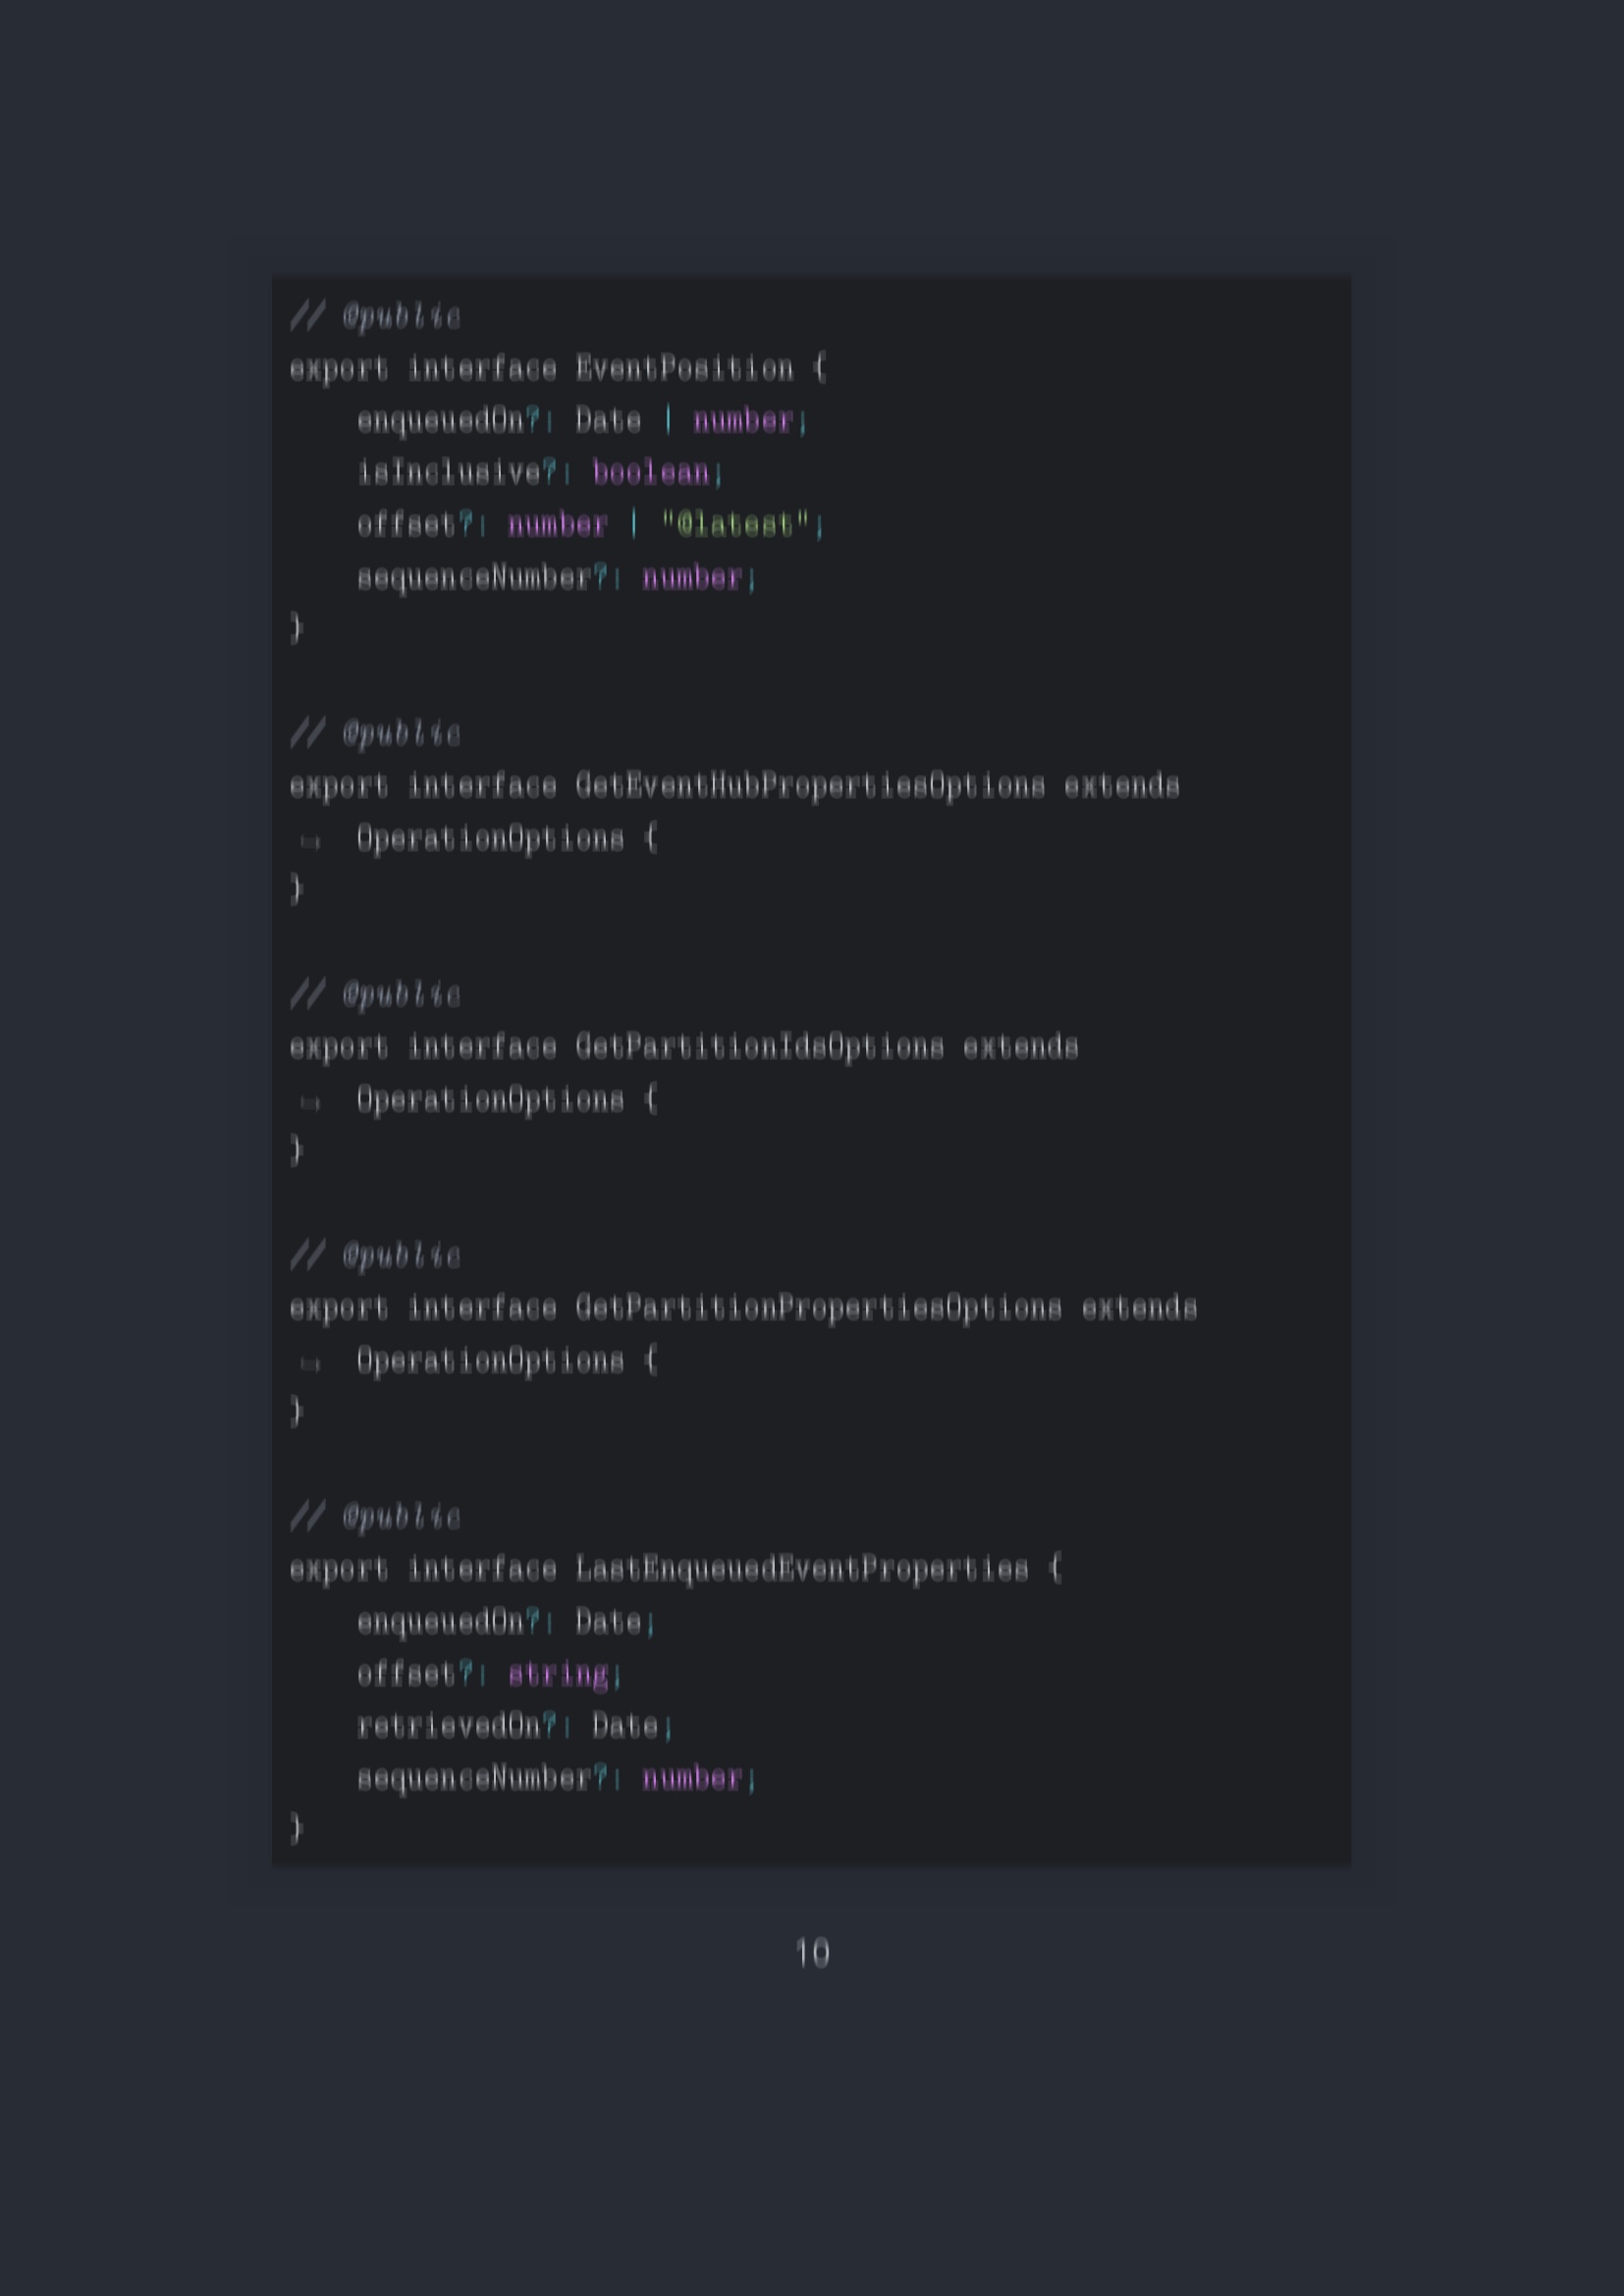 // @public
export interface EventPosition {
    enqueuedOn?: Date | number;
    isInclusive?: boolean;
    offset?: number | "@latest";
    sequenceNumber?: number;
}

// @public
export interface GetEventHubPropertiesOptions extends
↪  OperationOptions {
}

// @public
export interface GetPartitionIdsOptions extends
↪  OperationOptions {
}

// @public
export interface GetPartitionPropertiesOptions extends
↪  OperationOptions {
}

// @public
export interface LastEnqueuedEventProperties {
    enqueuedOn?: Date;
    offset?: string;
    retrievedOn?: Date;
    sequenceNumber?: number;
}
10